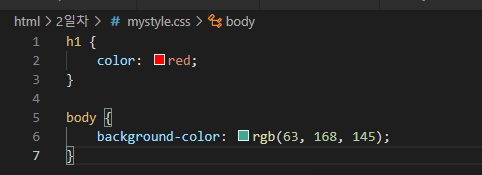 html > 2일차 > # mystyle.css > body
1 h1 {
2 color: red;
3 }
4
5 body {
6 background-color: rgb(63, 168, 145);
7 }